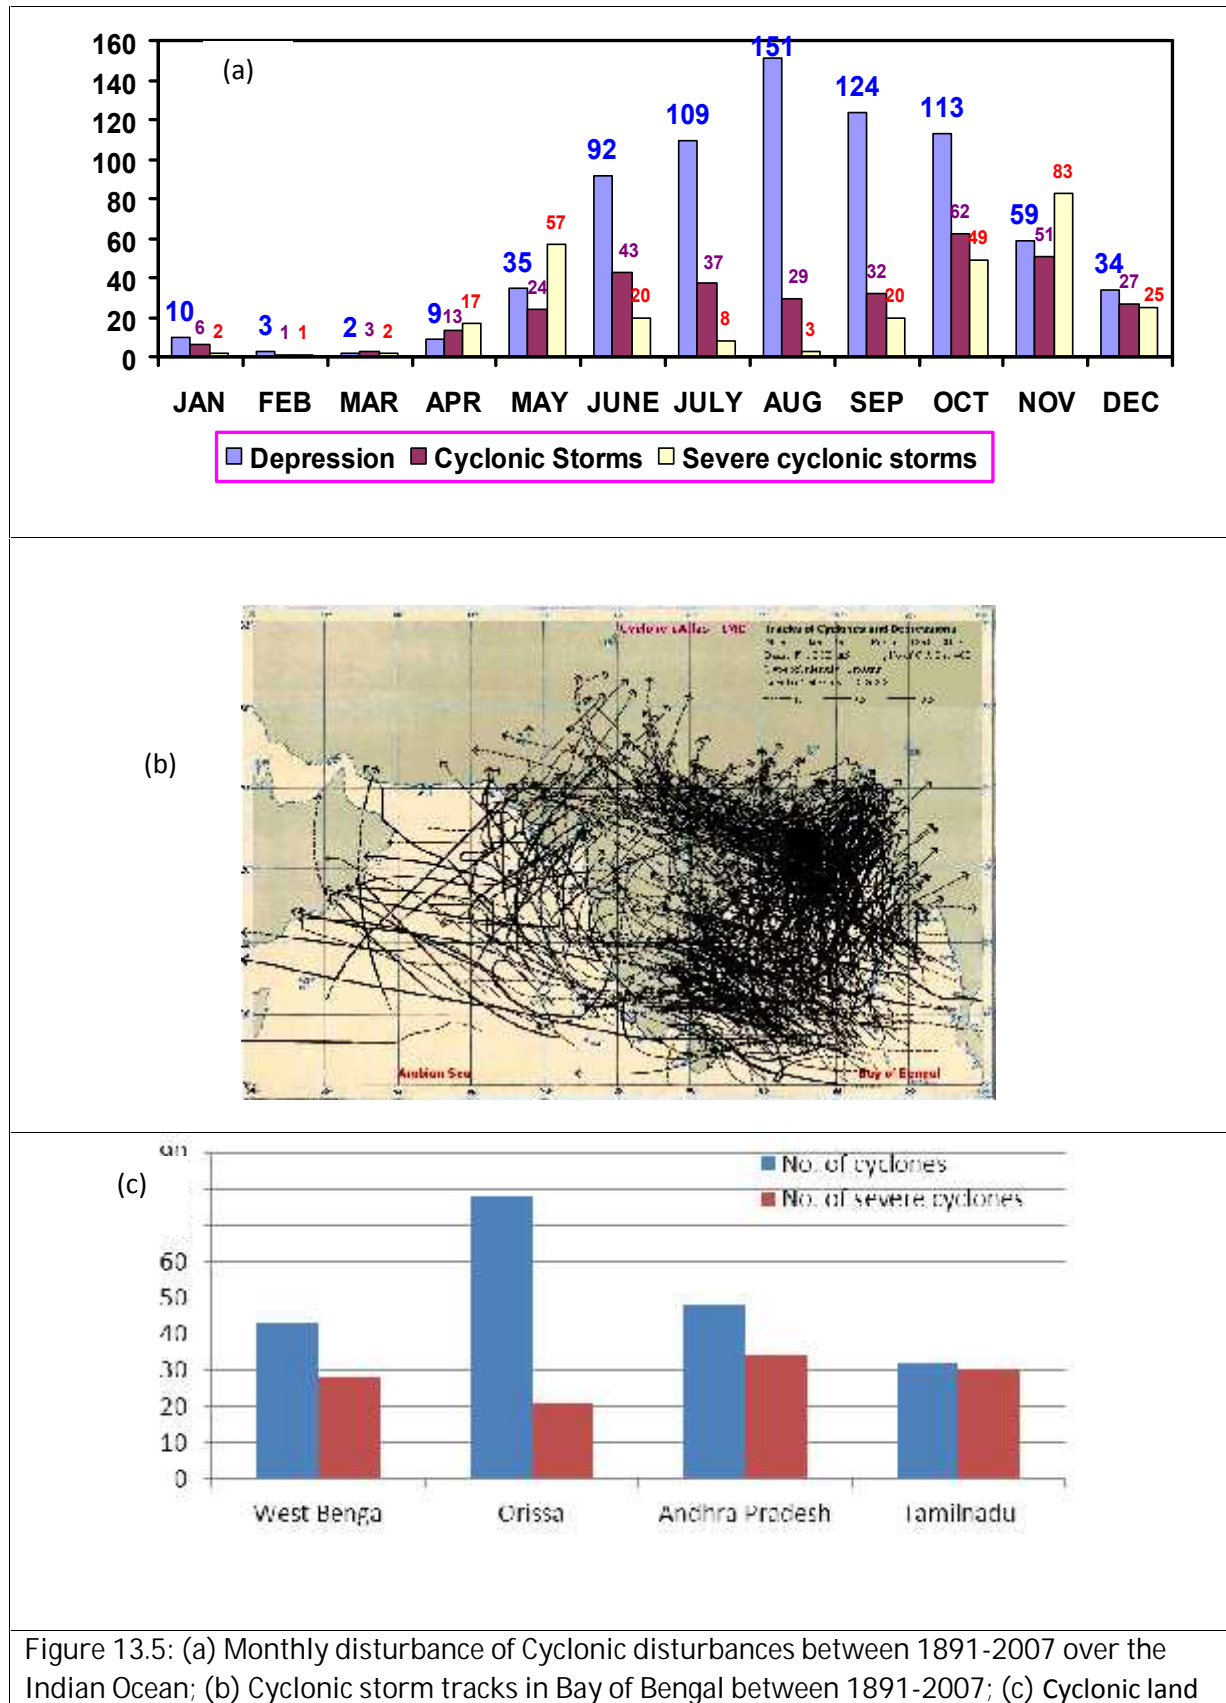 160
140
120
100
80
60
40
20
0
(a)
10 6 2
3 1 1
2 3 2
9 13 17
35 24 57
92 43 20
109 37 8
151 29 3
124 32 20
113 62 49
59 51 83
34 27 25
JAN FEB MAR APR MAY JUNE JULY AUG SEP OCT NOV DEC
Depression Cyclonic Storms Severe cyclonic storms
(b)
Tracks of Cyclones and Depressions
Arabian Sea
Bay of Bengal
(c)
No. of cyclones
No. of severe cyclones
60
50
40
30
20
10
0
West Benga Orissa Andhra Pradesh Tamilnadu
Figure 13.5: (a) Monthly disturbance of Cyclonic disturbances between 1891-2007 over the
Indian Ocean; (b) Cyclonic storm tracks in Bay of Bengal between 1891-2007; (c) Cyclonic land